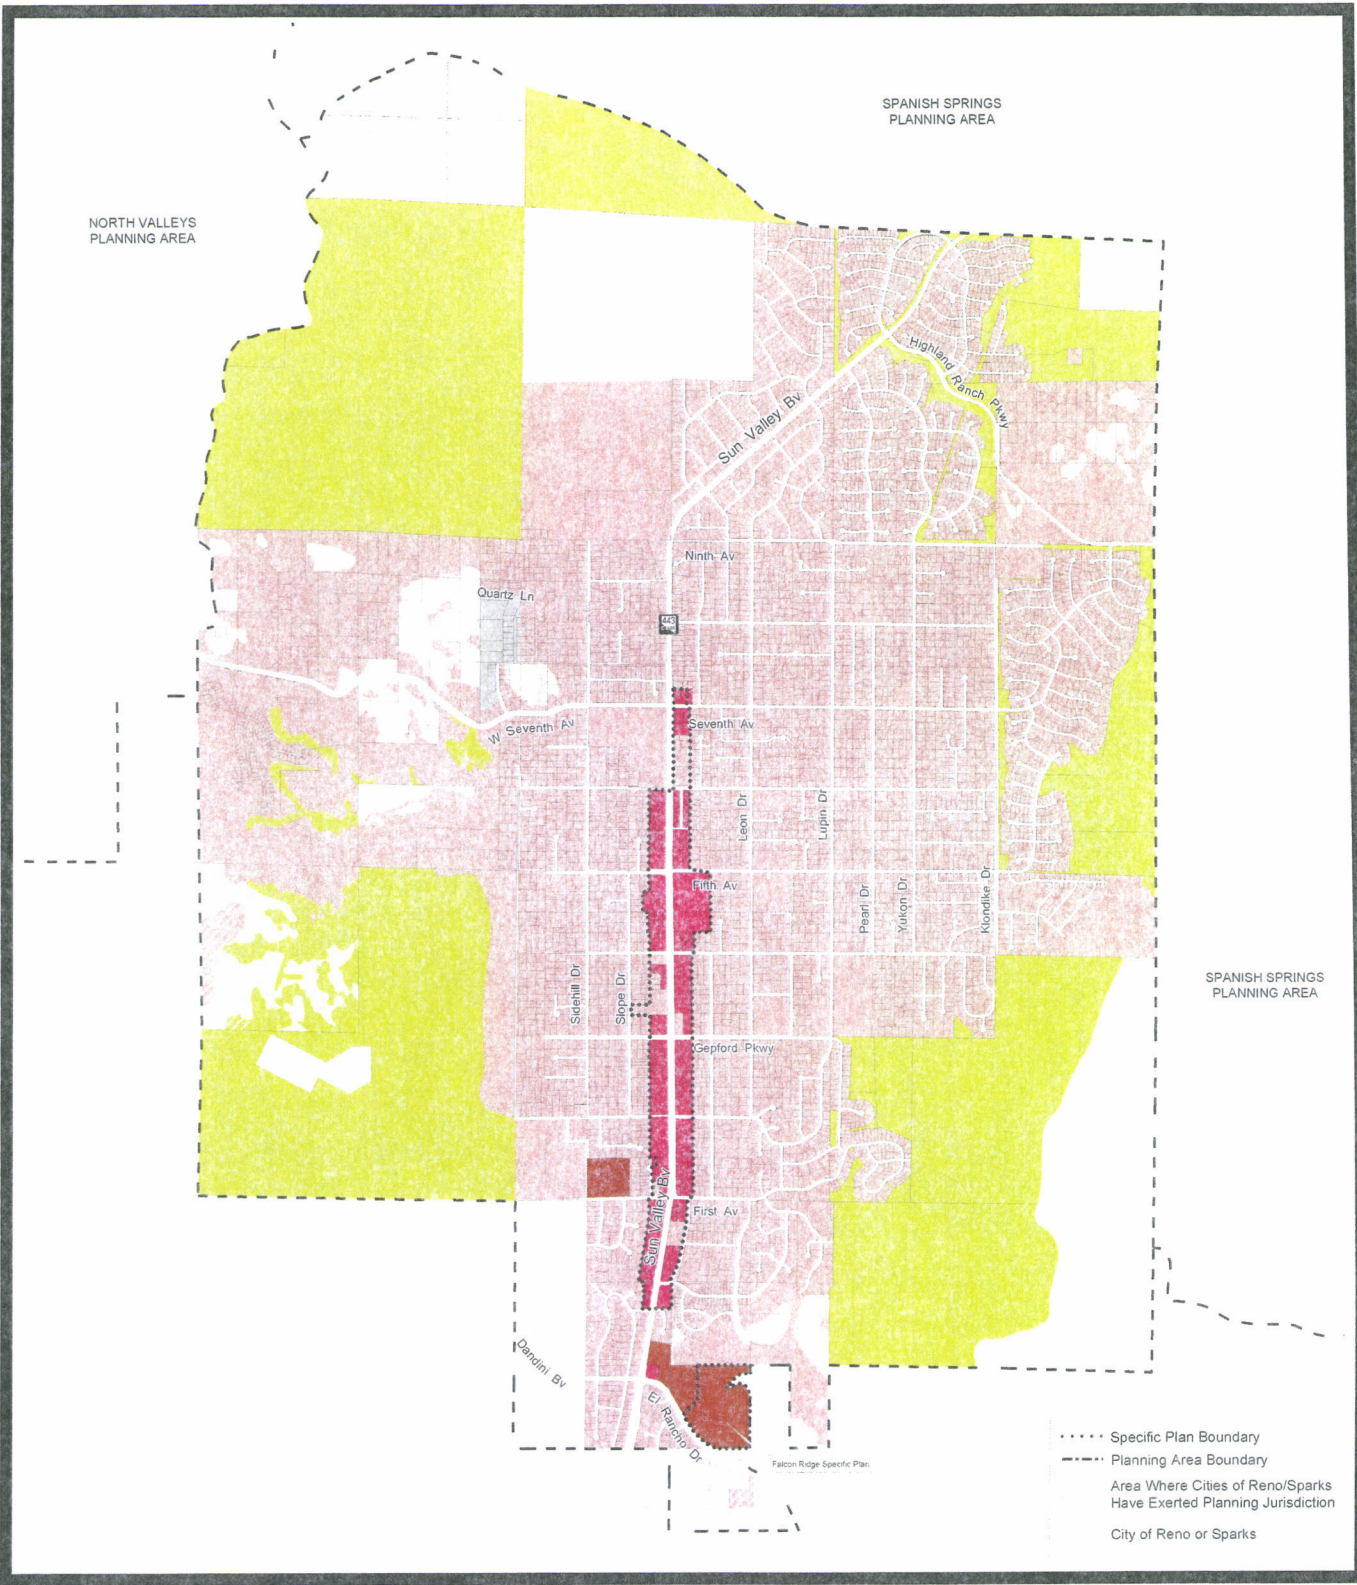 SPANISH SPRINGS
PLANNING AREA
NORTH VALLEYS
PLANNING AREA
Highland Ranch Pkwy
Sun Valley Bv
Ninth Av
Quartz Ln
443
W Seventh Av
Seventh Av
Leon Dr
Lupin Dr
Fifth Av
Pearl Dr
Yukon Dr
Klondike Dr
Sidehill Dr
Slope Dr
SPANISH SPRINGS
PLANNING AREA
Gepford Pkwy
Sun Valley Bv
First Av
Dandini Bv
El Rancho Dr
Falcon Ridge Specific Plan
Specific Plan Boundary
Planning Area Boundary
Area Where Cities of Reno/Sparks
Have Exerted Planning Jurisdiction
City of Reno or Sparks